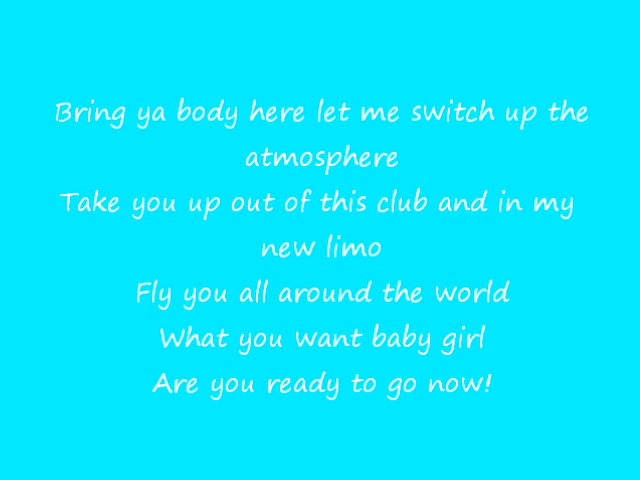 Bring ya body here let me switch up the
atmosphere
Take you up out of this club and in my
new limo
Fly you all around the world
What you want baby girl
Are you ready to go now!